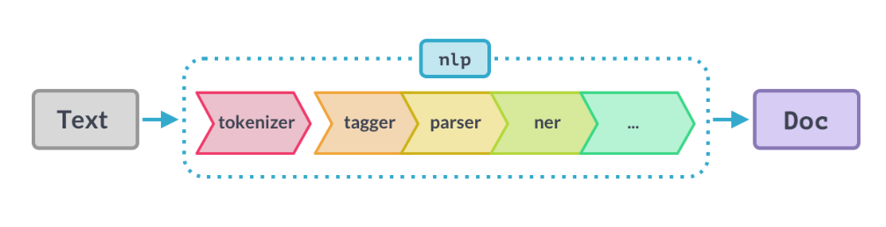 nlp
Text
tokenizer
tagger
parser
ner
...
Doc